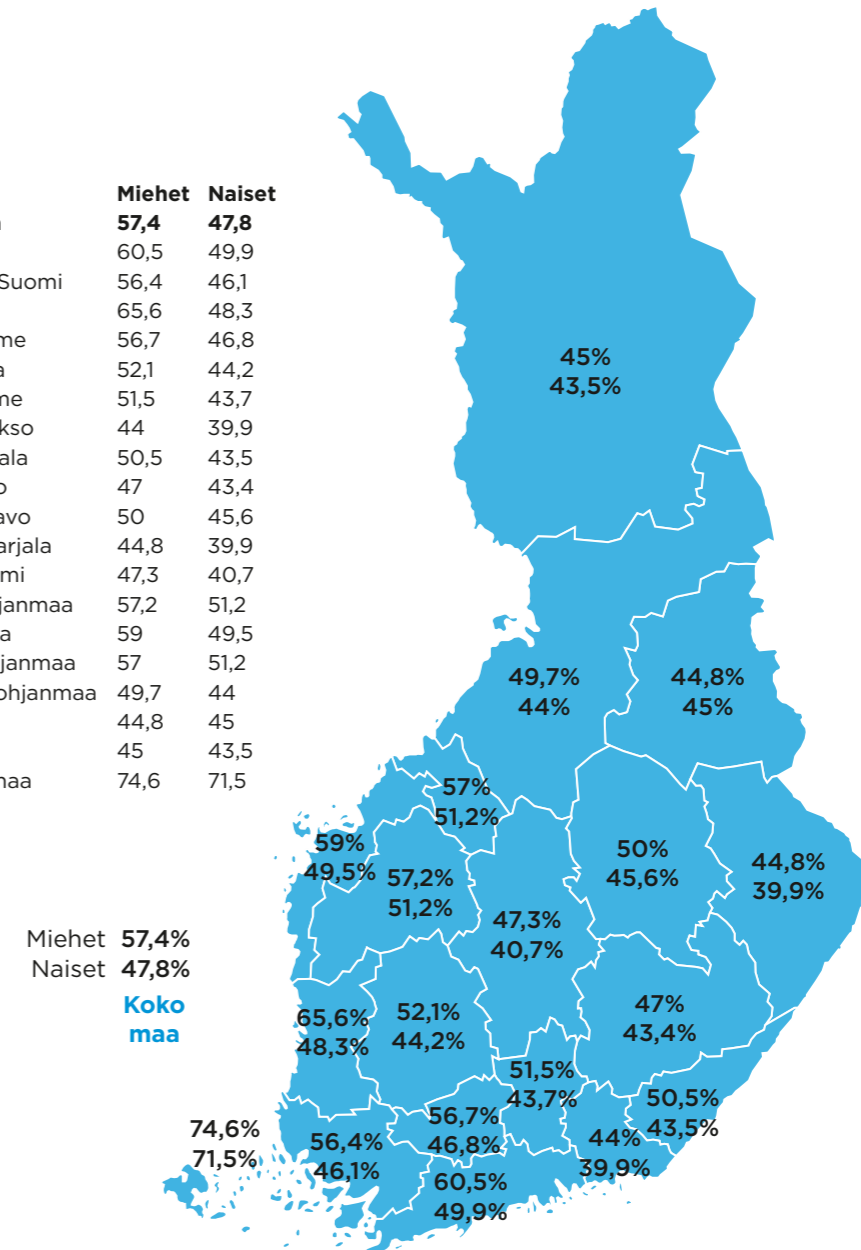 Miehet Naiset
57,4 47,8
60,5 49,9
Suomi 56,4 46,1
65,6 48,3
me 56,7 46,8
a 52,1 44,2
me 51,5 43,7
kso 44 39,9
ala 50,5 43,5
o 47 43,4
avo 50 45,6
arjala 44,8 39,9
mi 47,3 40,7
janmaa 57,2 51,2
a 59 49,5
janmaa 57 51,2
ohjanmaa 49,7 44
44,8 45
45 43,5
maa 74,6 71,5
Miehet 57,4%
Naiset 47,8%
Koko
maa
45%
43,5%
49,7%
44%
44,8%
45%
57%
51,2%
59%
49,5%
57,2%
51,2%
50%
45,6%
44,8%
39,9%
47,3%
40,7%
65,6%
48,3%
52,1%
44,2%
47%
43,4%
51,5%
43,7%
50,5%
43,5%
74,6%
71,5%
56,4%
46,1%
56,7%
46,8%
44%
39,9%
60,5%
49,9%